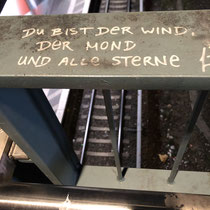 DU BIST DER WIND,
DER MOND
UND ALLE STERNE